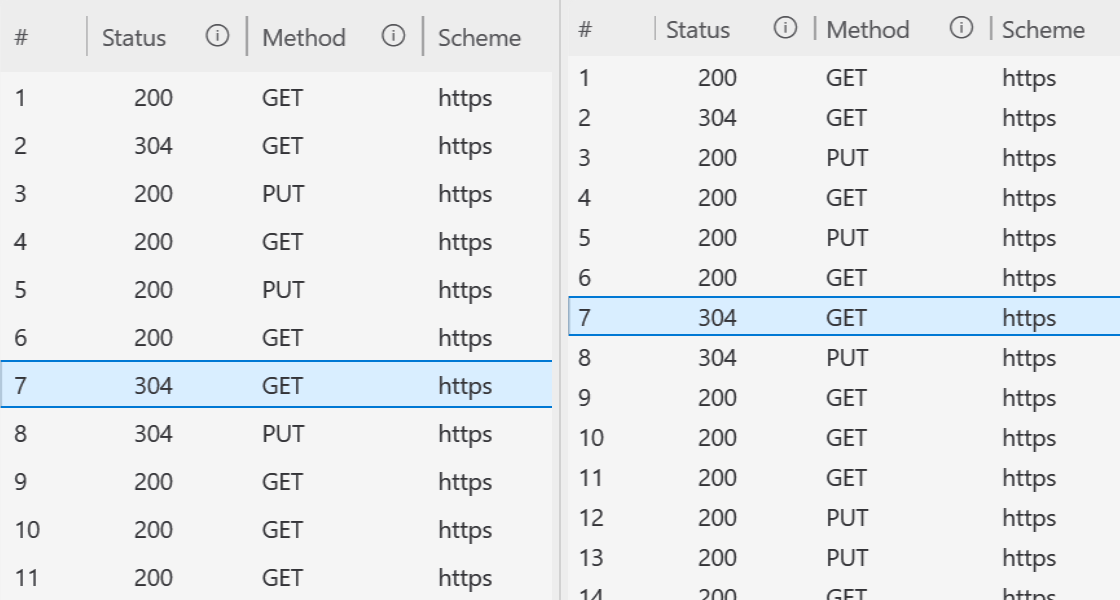 # Status Method Scheme
1 200 GET https
2 304 GET https
3 200 PUT https
4 200 GET https
5 200 PUT https
6 200 GET https
7 304 GET https
8 304 PUT https
9 200 GET https
10 200 GET https
11 200 GET https
# Status Method Scheme
1 200 GET https
2 304 GET https
3 200 PUT https
4 200 GET https
5 200 PUT https
6 200 GET https
7 304 GET https
8 304 PUT https
9 200 GET https
10 200 GET https
11 200 GET https
12 200 PUT https
13 200 PUT https
14 200 GET https